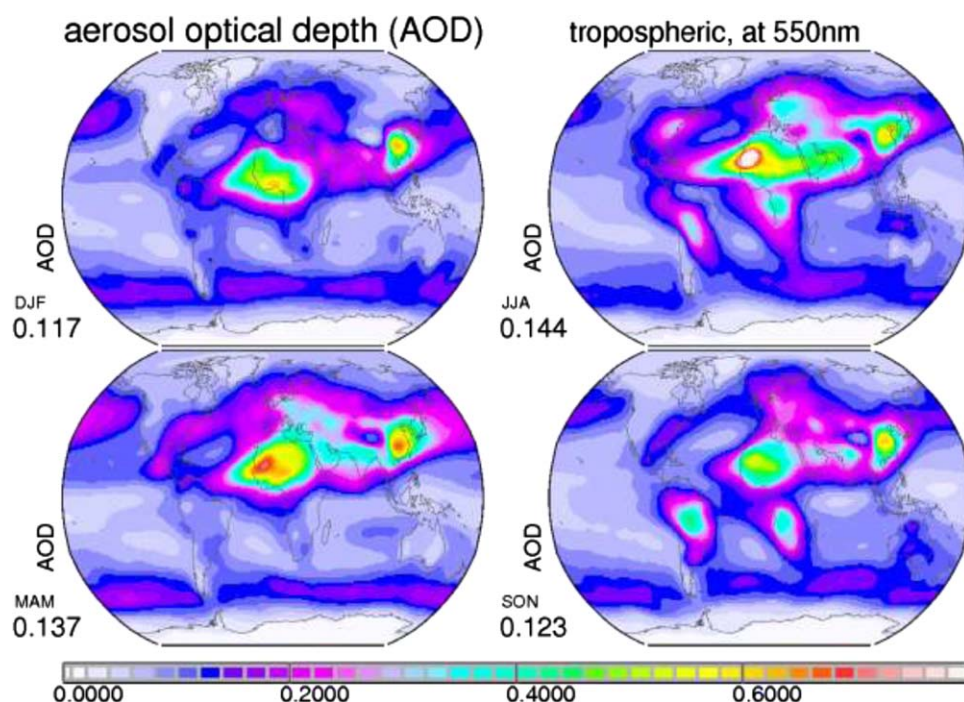 aerosol optical depth (AOD)
tropospheric, at 550nm
AOD
DJF
0.117
AOD
JJA
0.144
AOD
MAM
0.137
AOD
SON
0.123
0.0000 0.2000 0.4000 0.6000